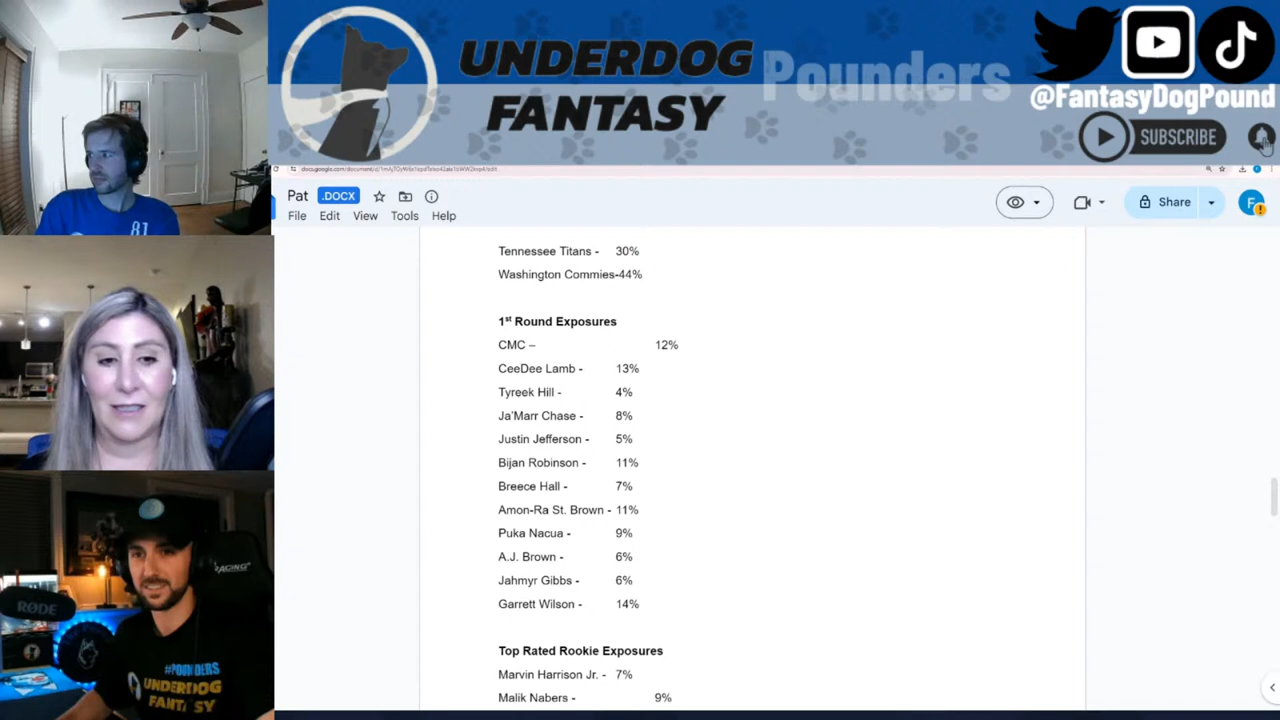 UNDERDOG
FANTASY
Pounders
@FantasyDogPound
SUBSCRIBE
Pat .DOCX
File Edit View Tools Help
Share
F
Tennessee Titans - 30%
Washington Commies-44%
1st Round Exposures
CMC – 12%
CeeDee Lamb - 13%
Tyreek Hill - 4%
Ja'Marr Chase - 8%
Justin Jefferson - 5%
Bijan Robinson - 11%
Breece Hall - 7%
Amon-Ra St. Brown - 11%
Puka Nacua - 9%
A.J. Brown - 6%
Jahmyr Gibbs - 6%
Garrett Wilson - 14%
Top Rated Rookie Exposures
Marvin Harrison Jr. - 7%
Malik Nabers - 9%
81
RØDE
#POUNDERS
UNDERDOG
FANTASY